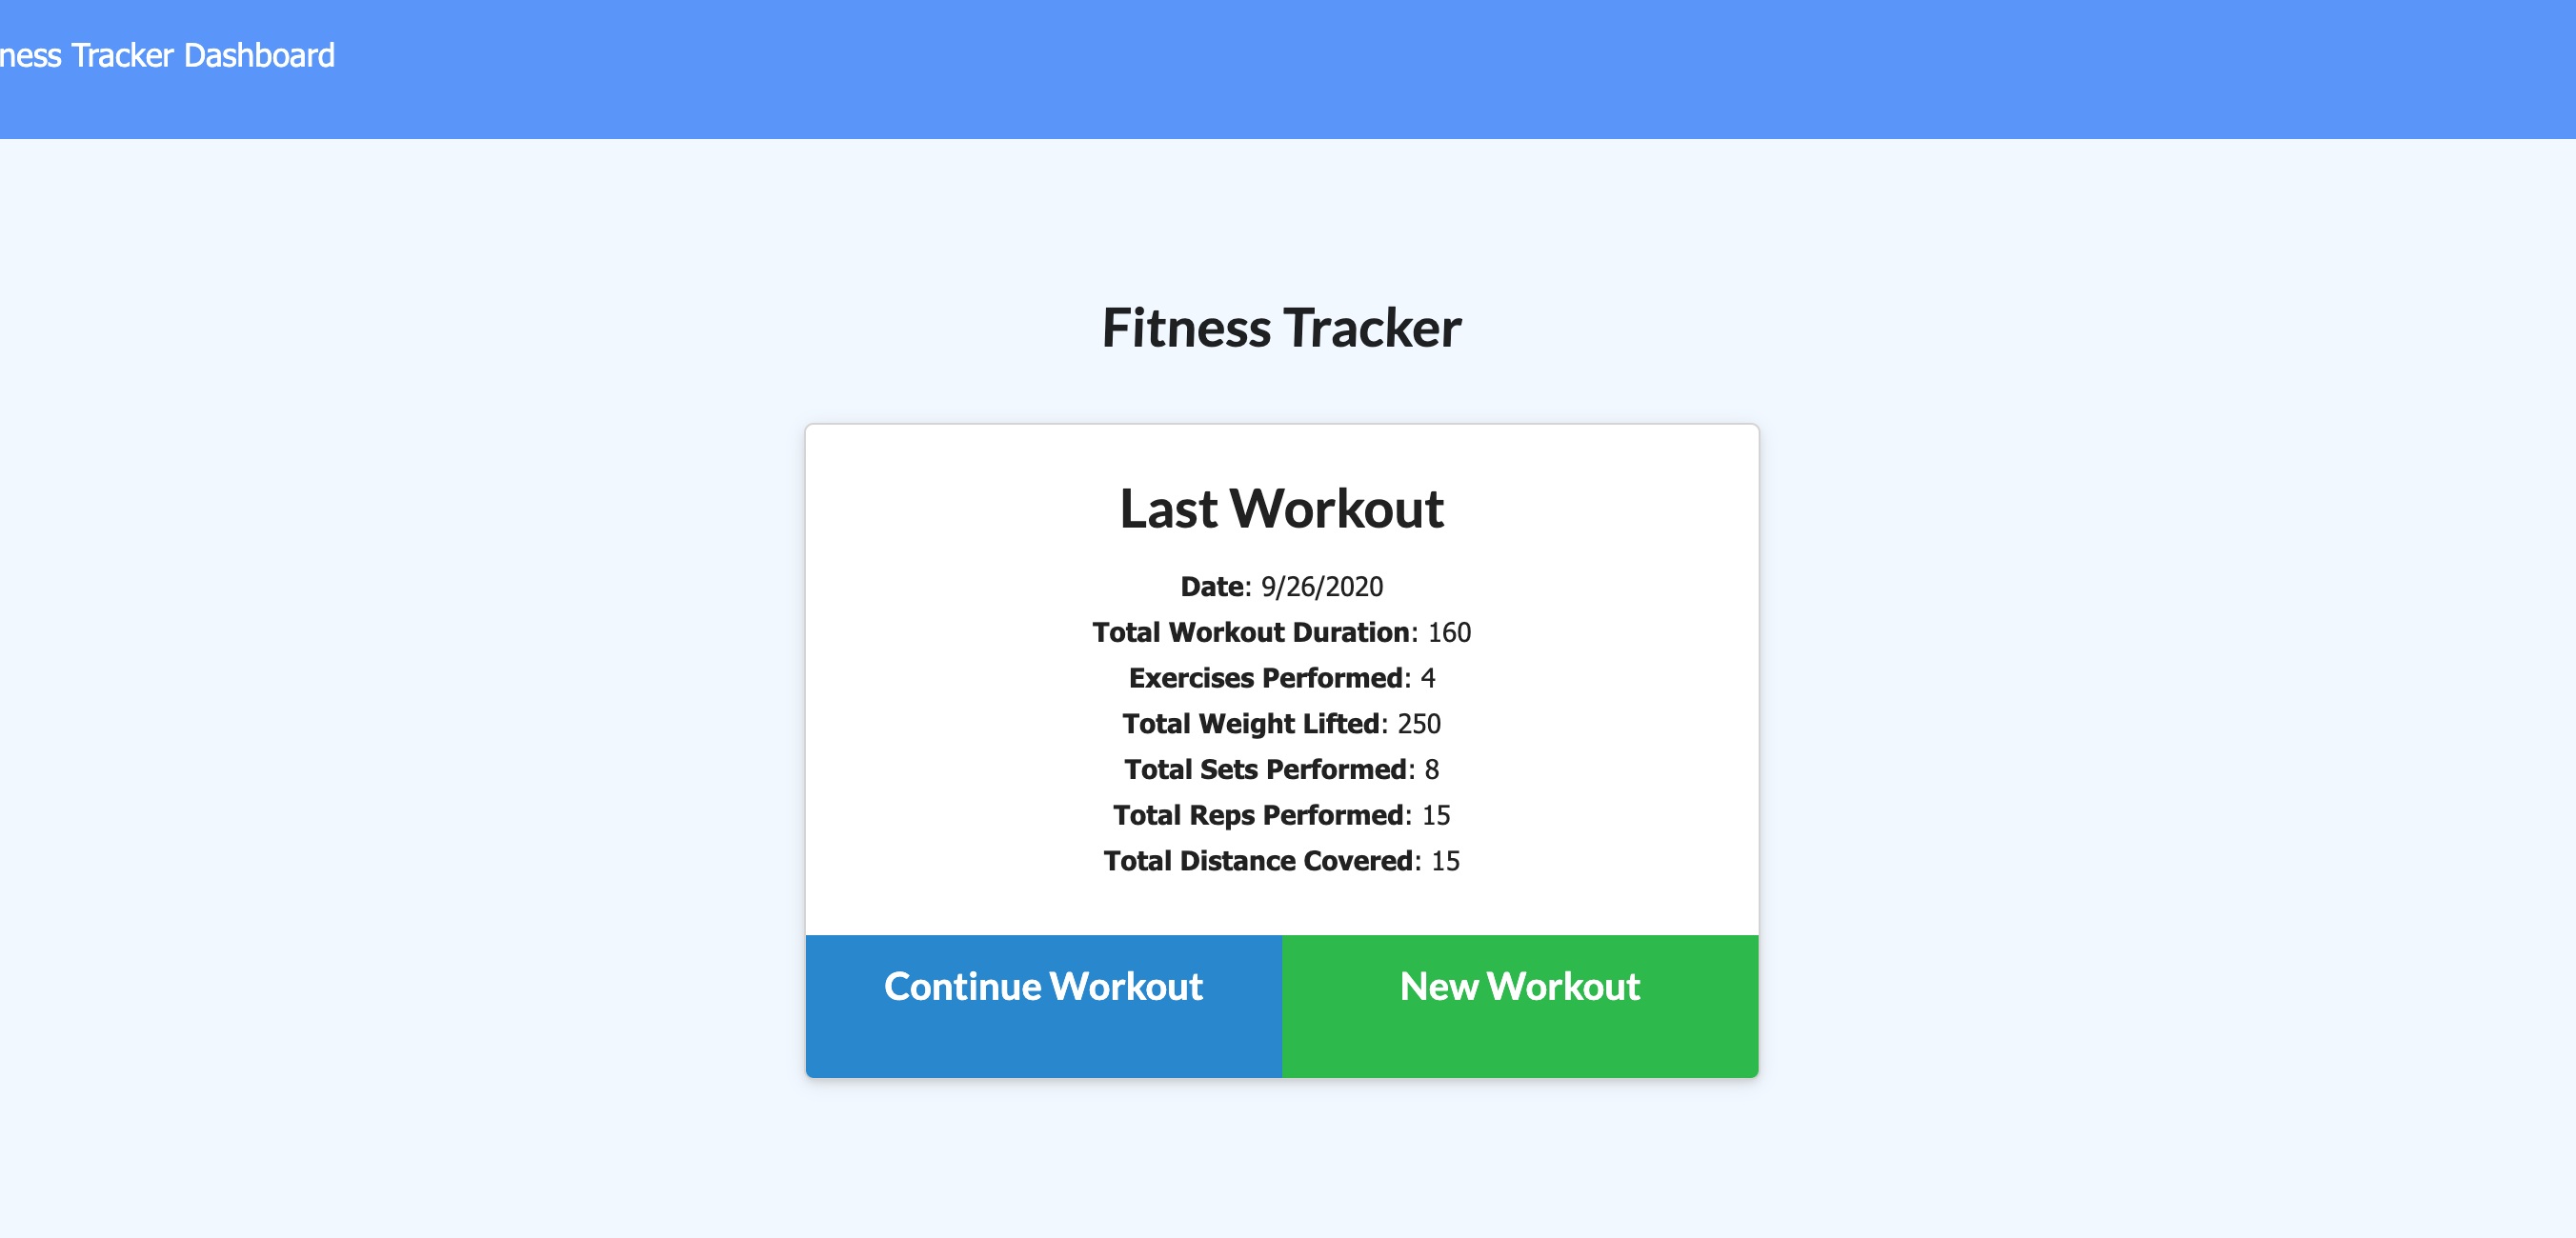 ness Tracker Dashboard
Fitness Tracker
Last Workout
Date: 9/26/2020
Total Workout Duration: 160
Exercises Performed: 4
Total Weight Lifted: 250
Total Sets Performed: 8
Total Reps Performed: 15
Total Distance Covered: 15
Continue Workout
New Workout